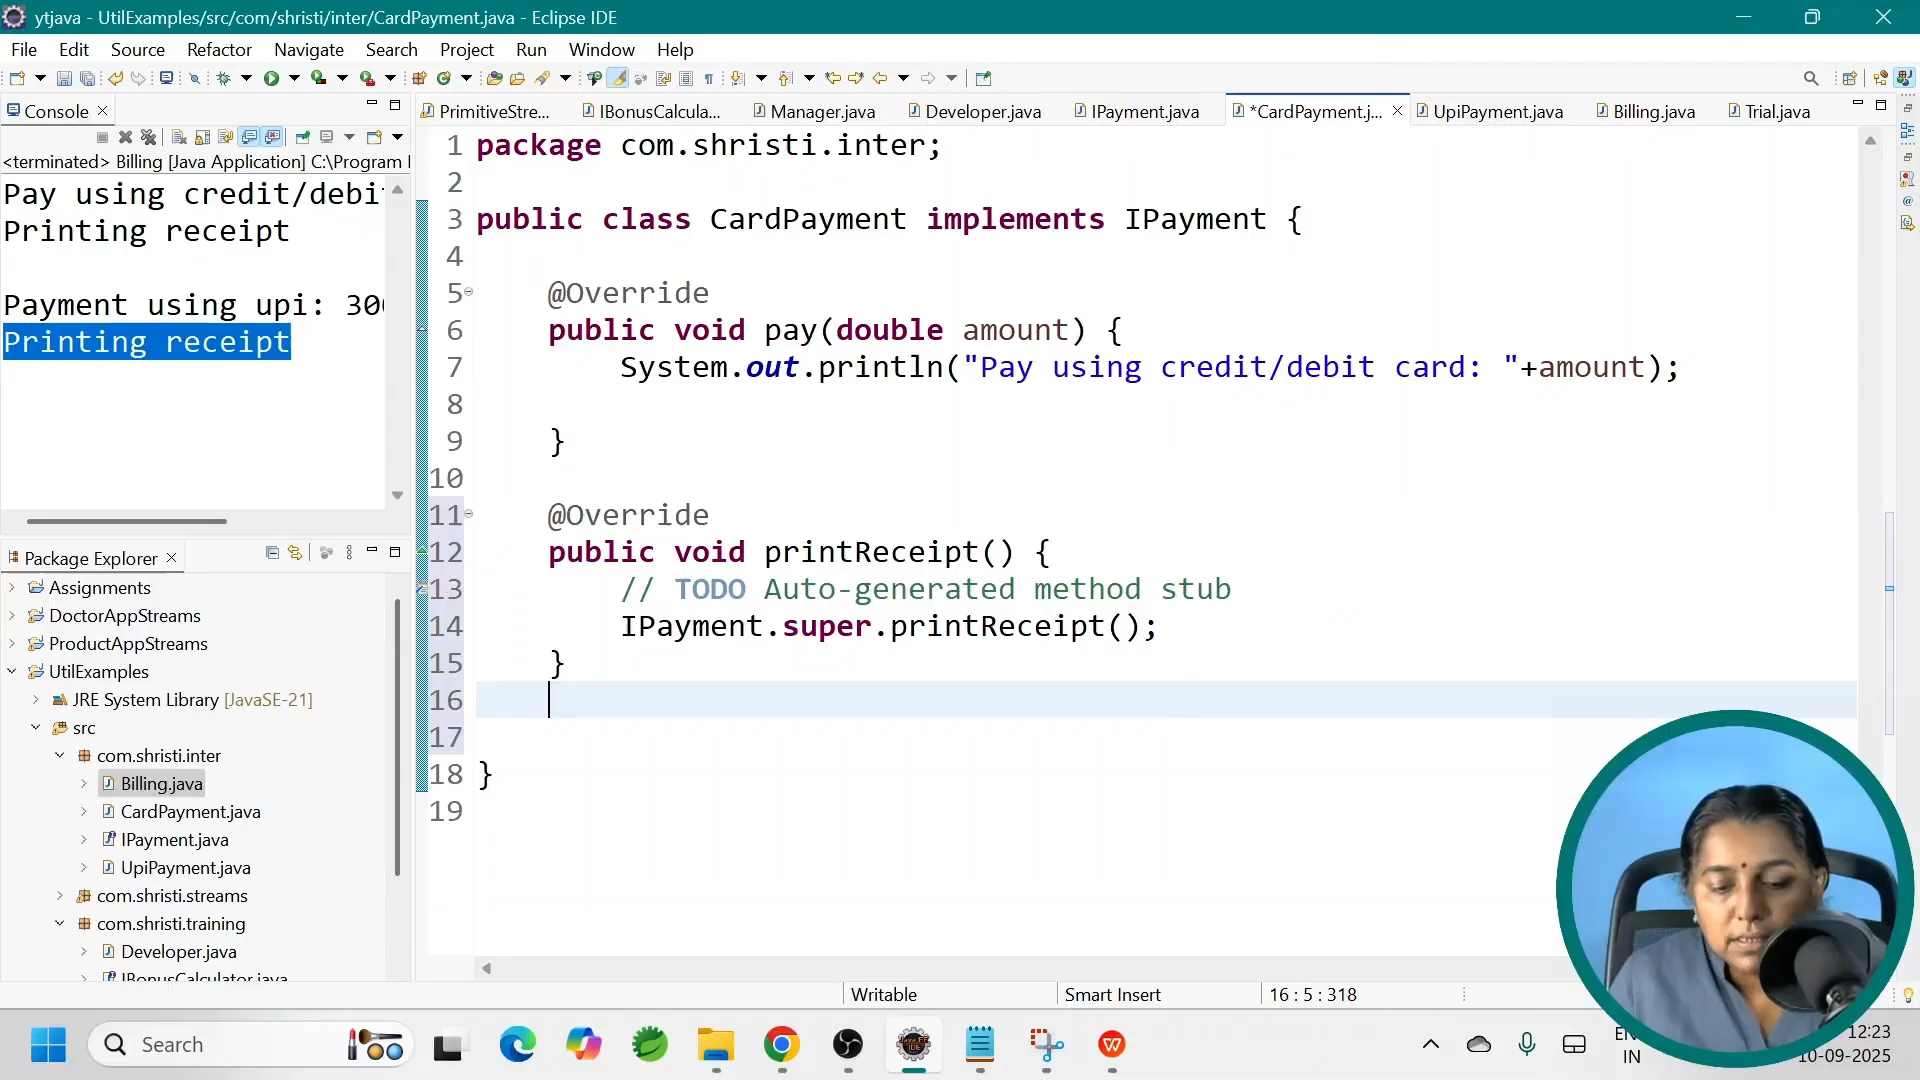 ytjava - UtilExamples/src/com/shristi/inter/CardPayment.java - Eclipse IDE
File Edit Source Refactor Navigate Search Project Run Window Help
Console
PrimitiveStre... IBonusCalcula... Manager.java Developer.java IPayment.java *CardPayment.j... UpiPayment.java Billing.java Trial.java
<terminated> Billing [Java Application] C:\Program
Pay using credit/debi
Printing receipt
Payment using upi: 300
Printing receipt
1 package com.shristi.inter;
2
3 public class CardPayment implements IPayment {
4
5 @Override
6 public void pay(double amount) {
7 System.out.println("Pay using credit/debit card: "+amount);
8
9 }
10
11 @Override
12 public void printReceipt() {
13 // TODO Auto-generated method stub
14 IPayment.super.printReceipt();
15 }
16
17
18 }
19
Package Explorer
Assignments
DoctorAppStreams
ProductAppStreams
UtilExamples
JRE System Library [JavaSE-21]
src
com.shristi.inter
Billing.java
CardPayment.java
IPayment.java
UpiPayment.java
com.shristi.streams
com.shristi.training
Developer.java
IBonusCalculator.java
Writable Smart Insert 16 : 5 : 318
Search
IN
12:23
10-09-2025